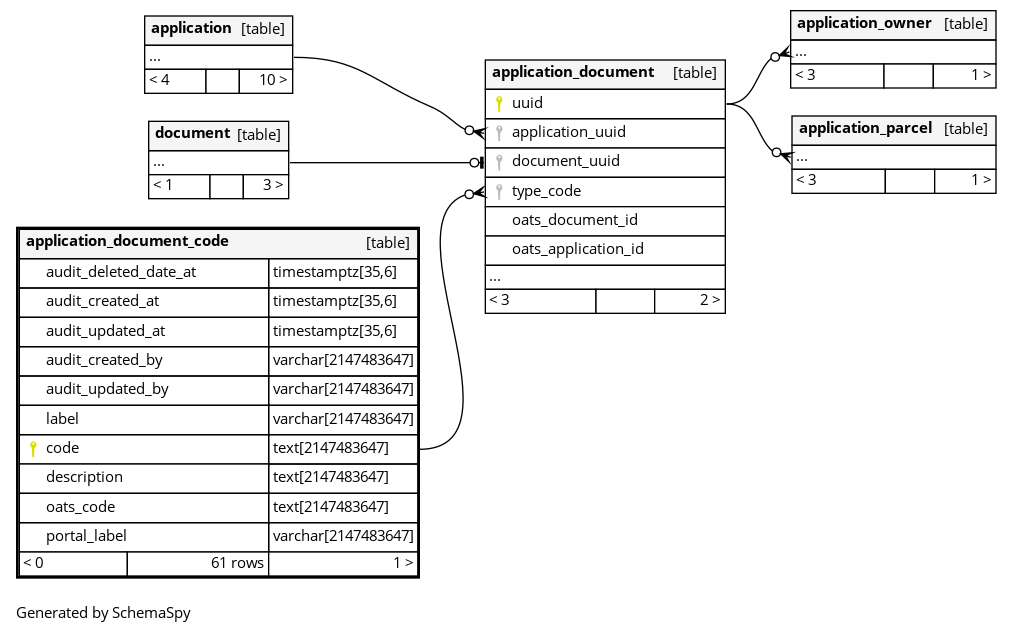 application [table]
...
< 4 10 >
document [table]
...
< 1 3 >
application_document_code [table]
audit_deleted_date_at timestamptz[35,6]
audit_created_at timestamptz[35,6]
audit_updated_at timestamptz[35,6]
audit_created_by varchar[2147483647]
audit_updated_by varchar[2147483647]
label varchar[2147483647]
code text[2147483647]
description text[2147483647]
oats_code text[2147483647]
portal_label varchar[2147483647]
< 0 61 rows 1 >
application_document [table]
uuid
application_uuid
document_uuid
type_code
oats_document_id
oats_application_id
...
< 3 2 >
application_owner [table]
...
< 3 1 >
application_parcel [table]
...
< 3 1 >
Generated by SchemaSpy